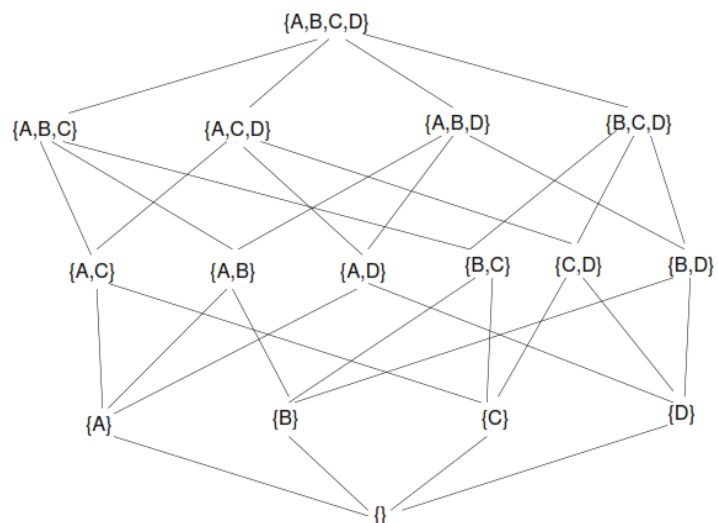 {A,B,C,D}
{A,B,C} {A,C,D} {A,B,D} {B,C,D}
{A,C} {A,B} {A,D} {B,C} {C,D} {B,D}
{A} {B} {C} {D}
{}